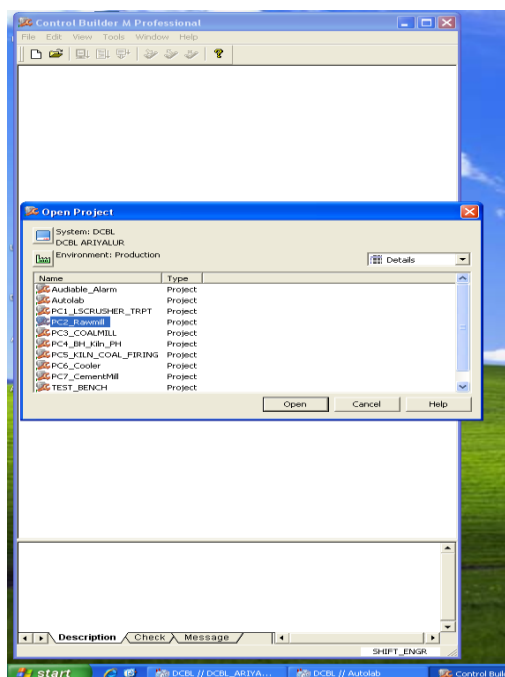 Control Builder M Professional
File Edit View Tools Window Help
Open Project
System: DCBL
DCBL ARIYALUR
Environment: Production
Details
Name Type
Audiable_Alarm Project
Autolab Project
PC1_LSCRUSHER_TRPT Project
PC2_Rawmill Project
PC3_COALMILL Project
PC4_BH_Kiln_PH Project
PC5_KILN_COAL_FIRING Project
PC6_Cooler Project
PC7_CementMill Project
TEST_BENCH Project
Open Cancel Help
Description Check Message
SHIFT_ENGR
start DCBL // DCBL_ARIYA... DCBL // Autolab Control Buil